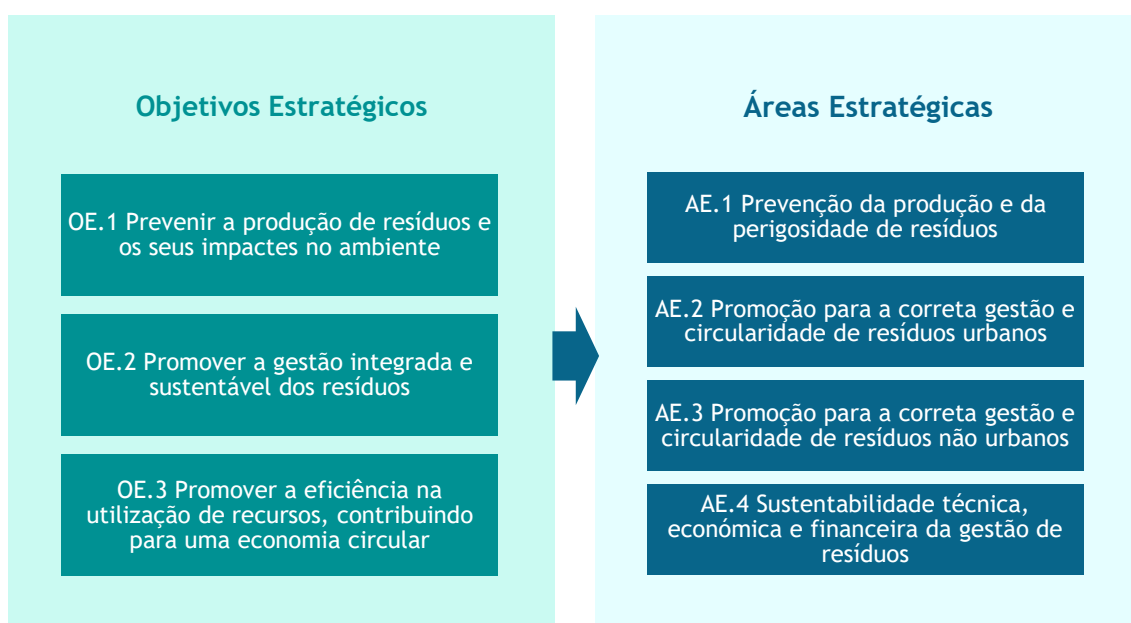 Objetivos Estratégicos
OE.1 Prevenir a produção de resíduos e
os seus impactes no ambiente
OE.2 Promover a gestão integrada e
sustentável dos resíduos
OE.3 Promover a eficiência na
utilização de recursos, contribuindo
para uma economia circular
Áreas Estratégicas
AE.1 Prevenção da produção e da
perigosidade de resíduos
AE.2 Promoção para a correta gestão e
circularidade de resíduos urbanos
AE.3 Promoção para a correta gestão e
circularidade de resíduos não urbanos
AE.4 Sustentabilidade técnica,
económica e financeira da gestão de
resíduos